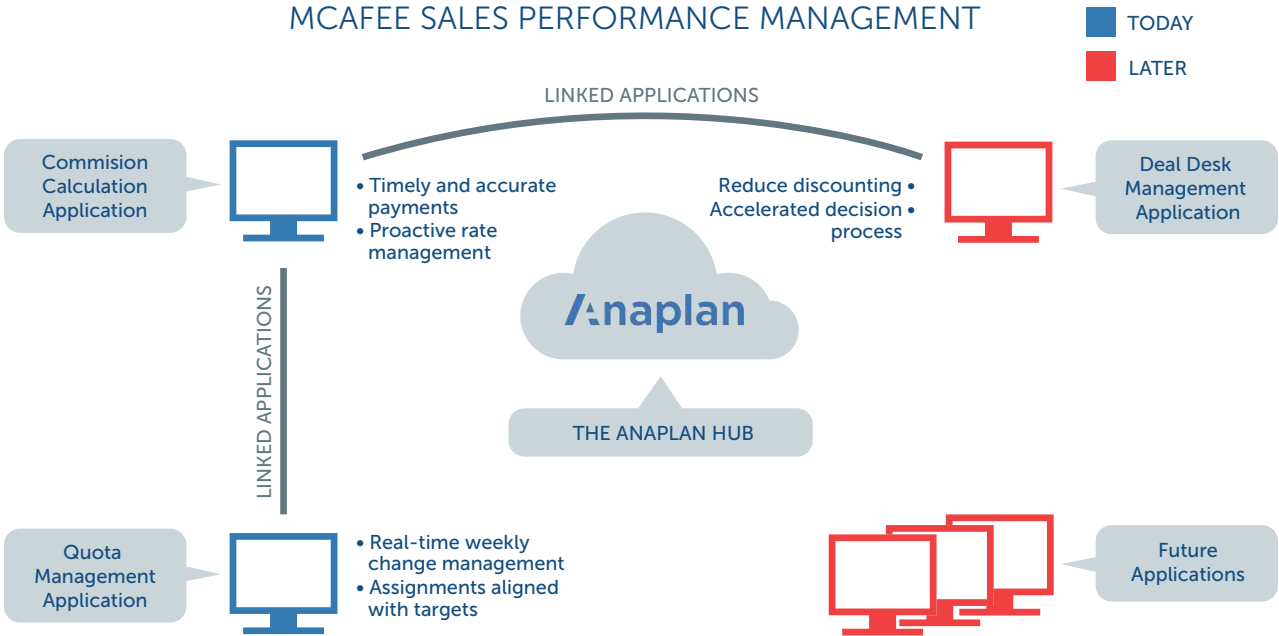 MCAFEE SALES PERFORMANCE MANAGEMENT
TODAY
LATER
LINKED APPLICATIONS
Commision
Calculation
Application
• Timely and accurate
payments
• Proactive rate
management
Reduce discounting •
Accelerated decision •
process
Deal Desk
Management
Application
Anaplan
THE ANAPLAN HUB
LINKED APPLICATIONS
Quota
Management
Application
• Real-time weekly
change management
• Assignments aligned
with targets
Future
Applications